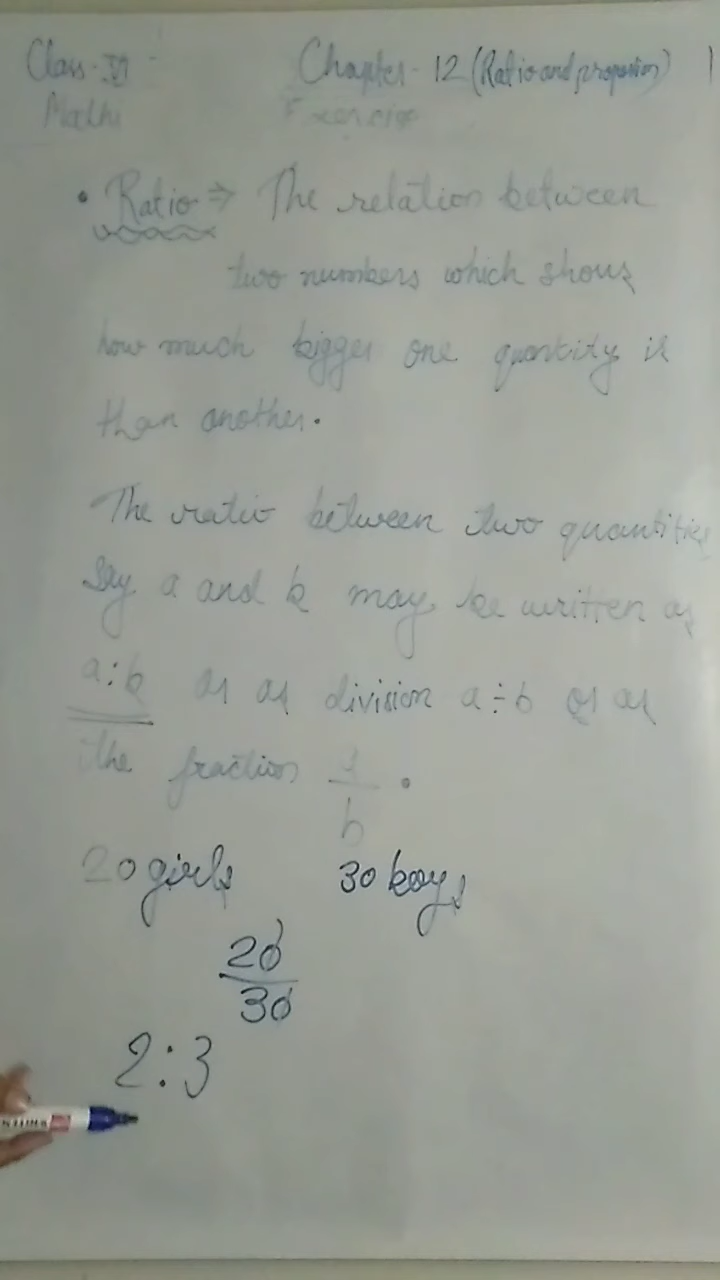 Class-VI Chapter-12 (Ratio and proportion) 1
Maths Exercise
• Ratio ⇒ The relation between
two numbers which shows
how much bigger one quantity is
than another.
The ratio between two quantities
say a and b may be written as
a:b or as division a÷b or as
the fraction
b
20 girls 30 boys
20
30
2:3